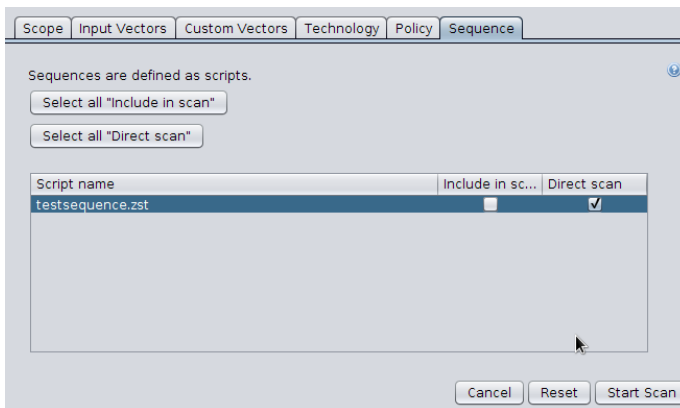 Scope Input Vectors Custom Vectors Technology Policy Sequence
Sequences are defined as scripts.
Select all "Include in scan"
Select all "Direct scan"
Script name Include in sc... Direct scan
testsequence.zst
Cancel Reset Start Scan